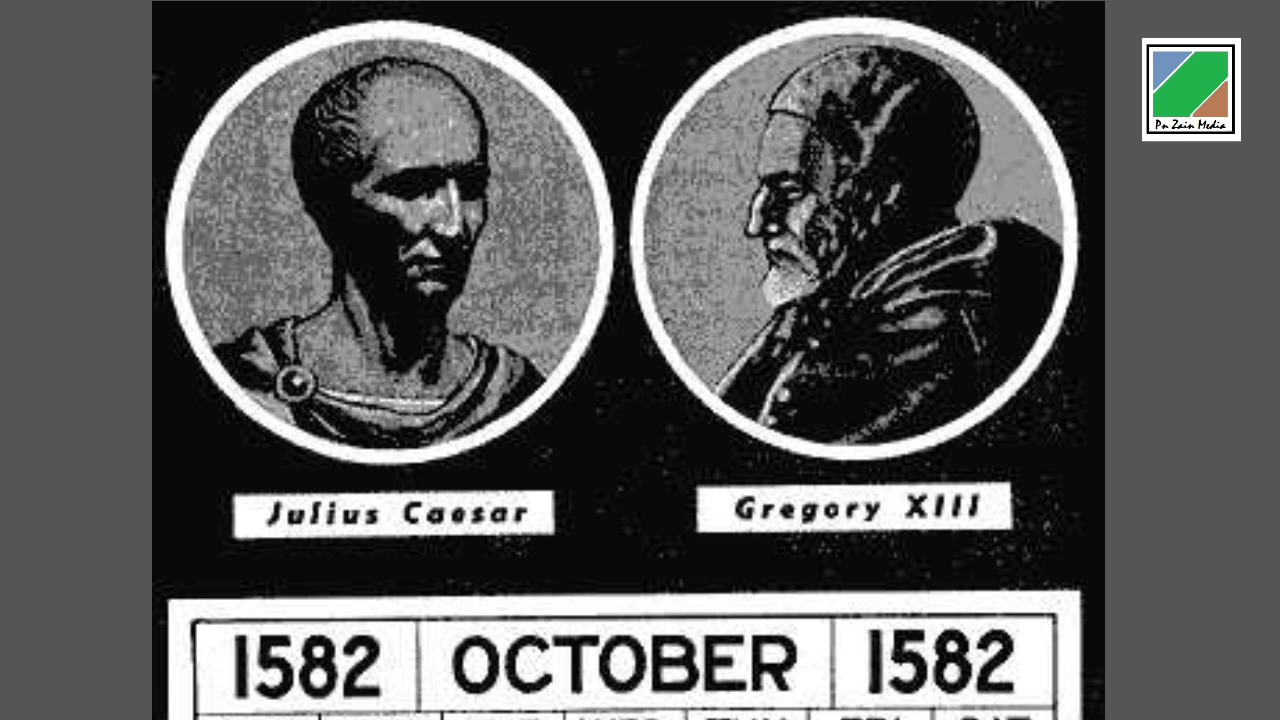 Pn Zain Media
Julius Caesar
Gregory XIII
1582 OCTOBER 1582